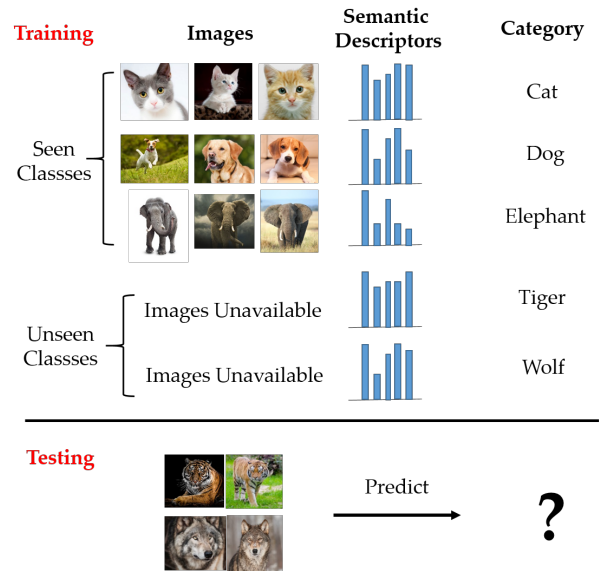 Training
Images
Semantic
Descriptors
Category
Seen
Classses
Cat
Dog
Elephant
Unseen
Classses
Images Unavailable
Tiger
Images Unavailable
Wolf
Testing
Predict
?